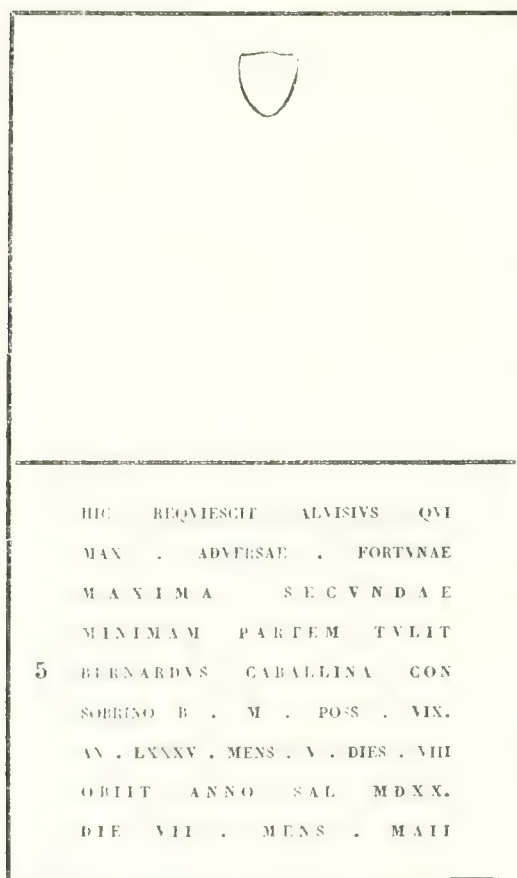 HIC REQVIESCIT ALVISIVS QVI
MAX . ADVERSAE . FORTVNAE
MAXIMA SECVNDAE
MINIMAM PARTEM TVLIT
5 BERNARDVS CABALLINA CON
SOBRINO B . M . POSS . VIX.
AN . LXXXV . MENS . V . DIES . VIII
OBIIT ANNO SAL MDXX.
DIE VII . MENS . MAII